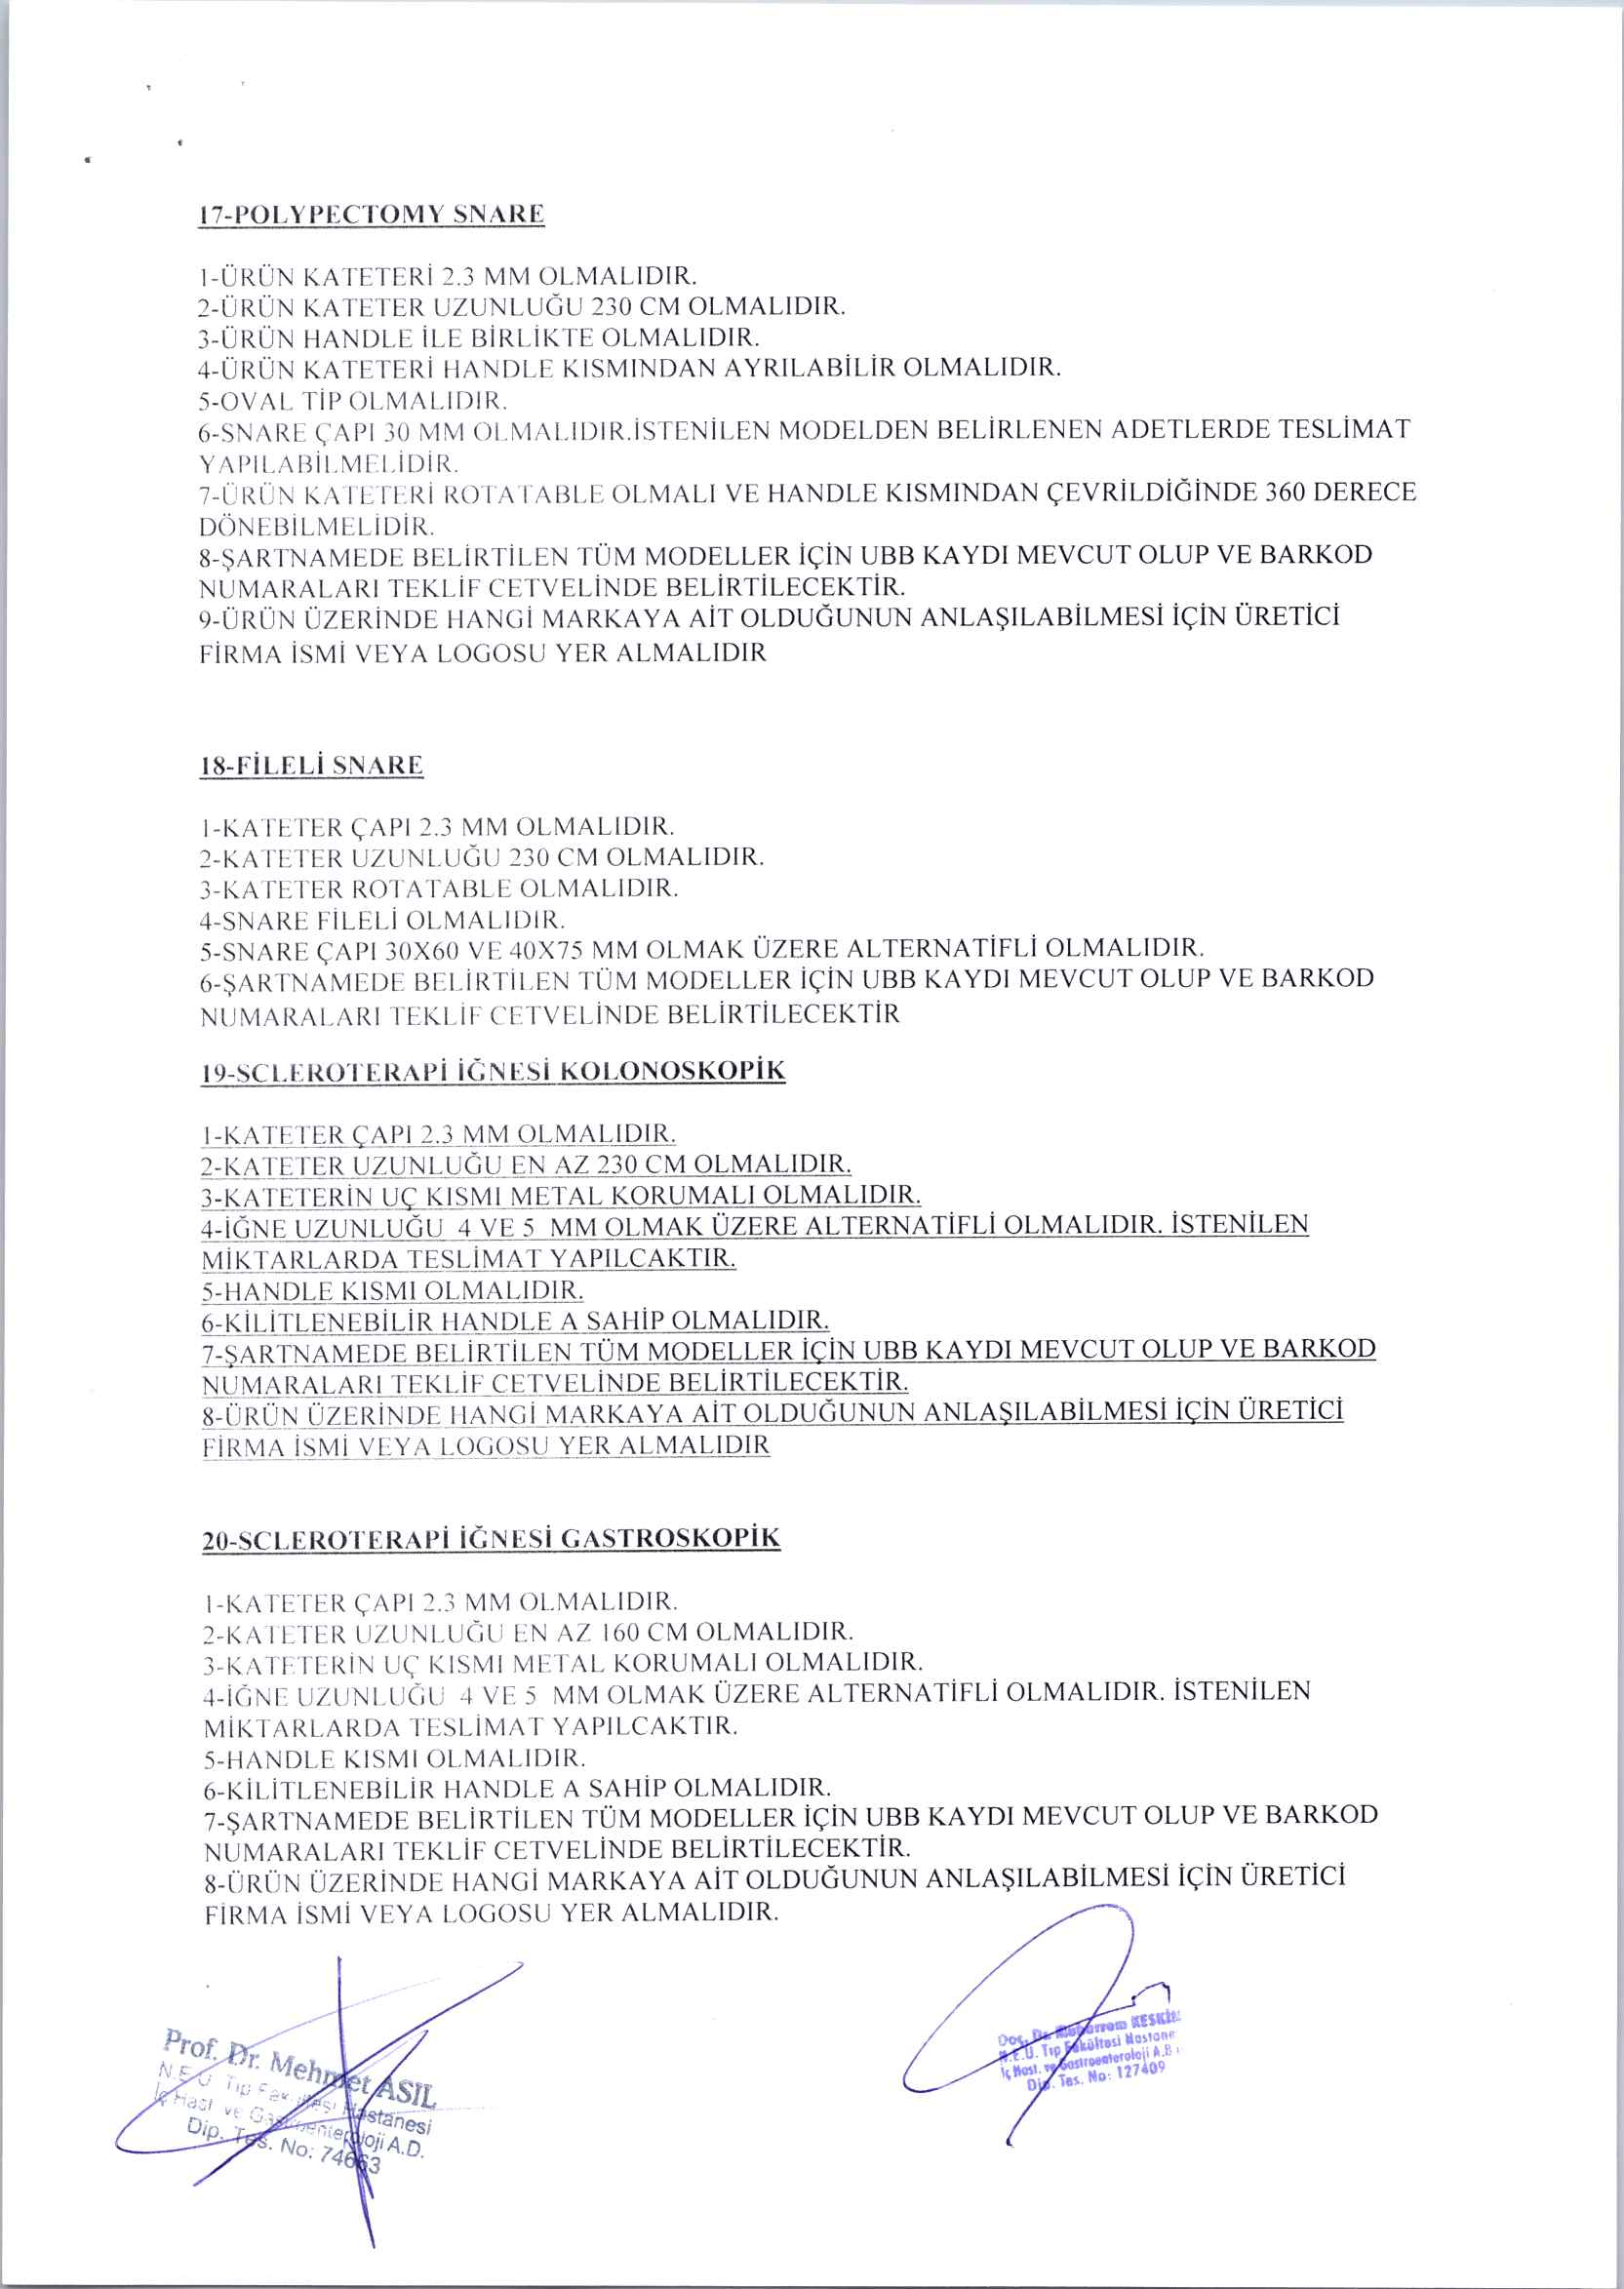 17-POLYPECTOMY SNARE
1-ÜRÜN KATETERİ 2.3 MM OLMALIDIR.
2-ÜRÜN KATETER UZUNLUĞU 230 CM OLMALIDIR.
3-ÜRÜN HANDLE İLE BİRLİKTE OLMALIDIR.
4-ÜRÜN KATETERİ HANDLE KISMINDAN AYRILABİLİR OLMALIDIR.
5-OVAL TİP OLMALIDIR.
6-SNARE ÇAPI 30 MM OLMALIDIR.İSTENİLEN MODELDEN BELİRLENEN ADETLERDE TESLİMAT
YAPILABİLMELİDİR.
7-ÜRÜN KATETERİ ROTATABLE OLMALI VE HANDLE KISMINDAN ÇEVRİLDİĞİNDE 360 DERECE
DÖNEBİLMELİDİR.
8-ŞARTNAMEDE BELİRTİLEN TÜM MODELLER İÇİN UBB KAYDI MEVCUT OLUP VE BARKOD
NUMARALARI TEKLİF CETVELİNDE BELİRTİLECEKTİR.
9-ÜRÜN ÜZERİNDE HANGİ MARKAYA AİT OLDUĞUNUN ANLAŞILABİLMESİ İÇİN ÜRETİCİ
FİRMA İSMİ VEYA LOGOSU YER ALMALIDIR
18-FİLELİ SNARE
1-KATETER ÇAPI 2.3 MM OLMALIDIR.
2-KATETER UZUNLUĞU 230 CM OLMALIDIR.
3-KATETER ROTATABLE OLMALIDIR.
4-SNARE FİLELİ OLMALIDIR.
5-SNARE ÇAPI 30X60 VE 40X75 MM OLMAK ÜZERE ALTERNATİFLİ OLMALIDIR.
6-ŞARTNAMEDE BELİRTİLEN TÜM MODELLER İÇİN UBB KAYDI MEVCUT OLUP VE BARKOD
NUMARALARI TEKLİF CETVELİNDE BELİRTİLECEKTİR
19-SCLEROTERAPİ İĞNESİ KOLONOSKOPİK
1-KATETER ÇAPI 2.3 MM OLMALIDIR.
2-KATETER UZUNLUĞU EN AZ 230 CM OLMALIDIR.
3-KATETERİN UÇ KISMI METAL KORUMALI OLMALIDIR.
4-İĞNE UZUNLUĞU 4 VE 5 MM OLMAK ÜZERE ALTERNATİFLİ OLMALIDIR. İSTENİLEN
MİKTARLARDA TESLİMAT YAPILCAKTIR.
5-HANDLE KISMI OLMALIDIR.
6-KİLİTLENEBİLİR HANDLE A SAHİP OLMALIDIR.
7-ŞARTNAMEDE BELİRTİLEN TÜM MODELLER İÇİN UBB KAYDI MEVCUT OLUP VE BARKOD
NUMARALARI TEKLİF CETVELİNDE BELİRTİLECEKTİR.
8-ÜRÜN ÜZERİNDE HANGİ MARKAYA AİT OLDUĞUNUN ANLAŞILABİLMESİ İÇİN ÜRETİCİ
FİRMA İSMİ VEYA LOGOSU YER ALMALIDIR
20-SCLEROTERAPİ İĞNESİ GASTROSKOPİK
1-KATETER ÇAPI 2.3 MM OLMALIDIR.
2-KATETER UZUNLUĞU EN AZ 160 CM OLMALIDIR.
3-KATETERİN UÇ KISMI METAL KORUMALI OLMALIDIR.
4-İĞNE UZUNLUĞU 4 VE 5 MM OLMAK ÜZERE ALTERNATİFLİ OLMALIDIR. İSTENİLEN
MİKTARLARDA TESLİMAT YAPILCAKTIR.
5-HANDLE KISMI OLMALIDIR.
6-KİLİTLENEBİLİR HANDLE A SAHİP OLMALIDIR.
7-ŞARTNAMEDE BELİRTİLEN TÜM MODELLER İÇİN UBB KAYDI MEVCUT OLUP VE BARKOD
NUMARALARI TEKLİF CETVELİNDE BELİRTİLECEKTİR.
8-ÜRÜN ÜZERİNDE HANGİ MARKAYA AİT OLDUĞUNUN ANLAŞILABİLMESİ İÇİN ÜRETİCİ
FİRMA İSMİ VEYA LOGOSU YER ALMALIDIR.
Prof. Dr. Mehmet ASIL
N.E.Ü. Tıp Fakültesi Hastanesi
İç Hast. ve Gastroenteroloji A.D.
Dip. Tes. No: 74663
Doç. Dr. Muharrem KESKİN
N.E.Ü. Tıp Fakültesi Hastane
İç Hast. ve Gastroenteroloji A.B
Dip. Tes. No: 127409